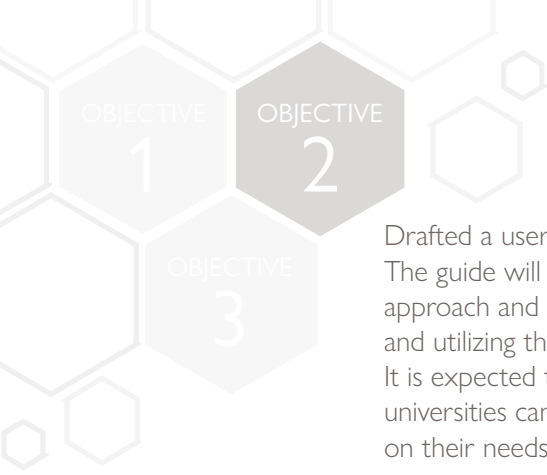 OBJECTIVE
1
OBJECTIVE
2
OBJECTIVE
3
Drafted a user
The guide will
approach and
and utilizing th
It is expected
universities can
on their needs